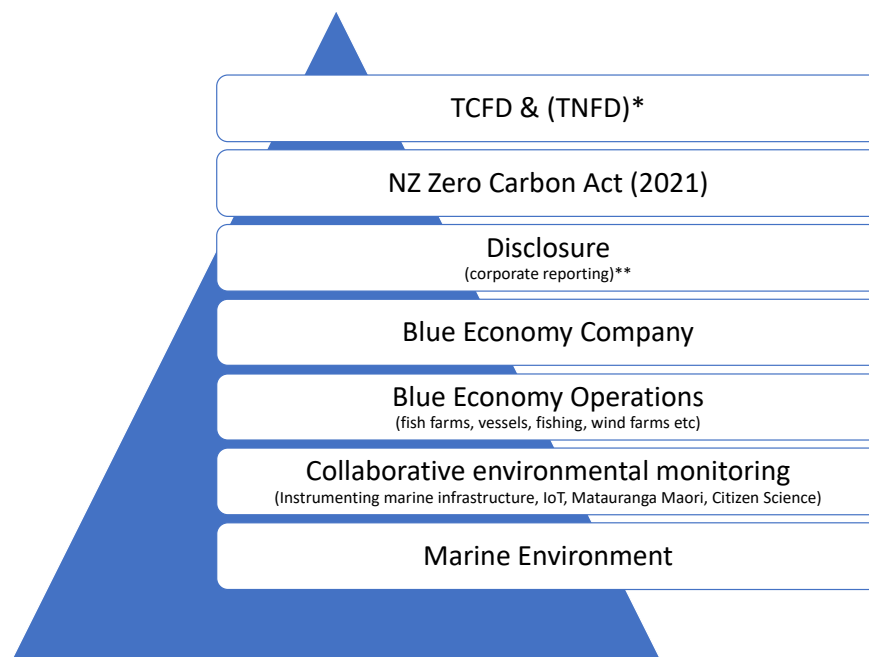 TCFD & (TNFD)*
NZ Zero Carbon Act (2021)
Disclosure
(corporate reporting)**
Blue Economy Company
Blue Economy Operations
(fish farms, vessels, fishing, wind farms etc)
Collaborative environmental monitoring
(Instrumenting marine infrastructure, IoT, Matauranga Maori, Citizen Science)
Marine Environment